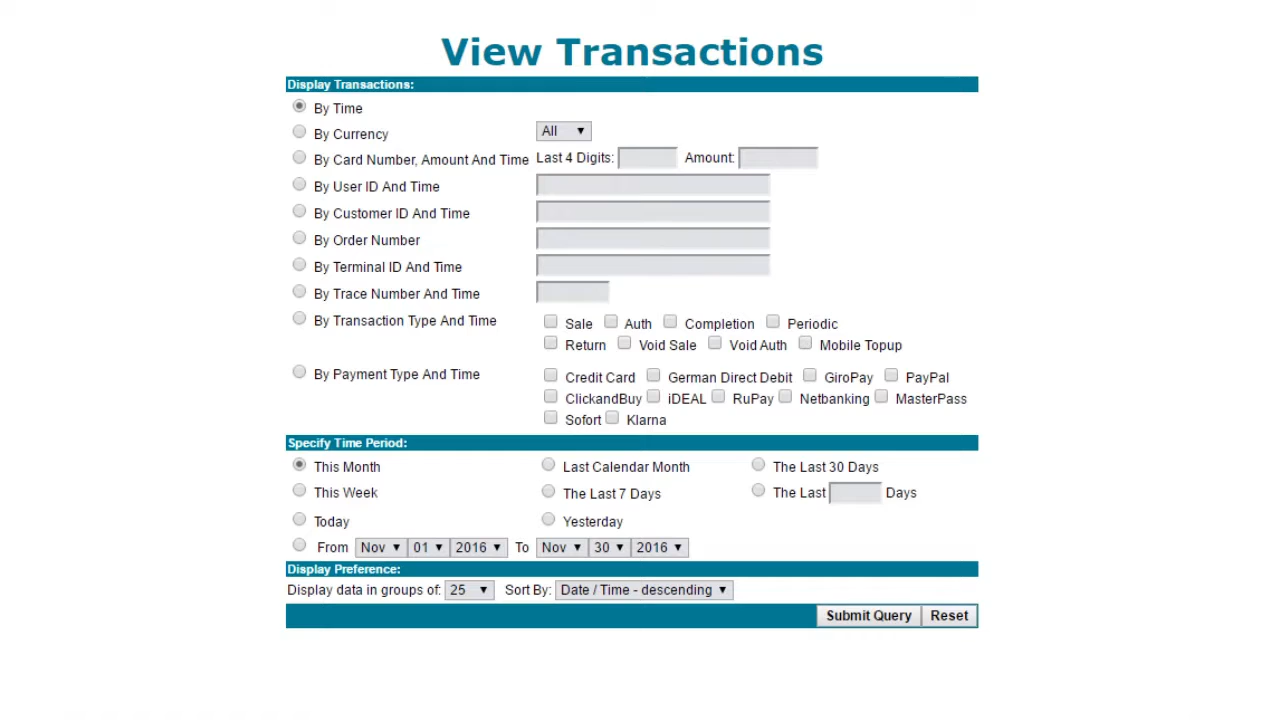 View Transactions
Display Transactions:
By Time
By Currency All
By Card Number, Amount And Time Last 4 Digits: Amount:
By User ID And Time
By Customer ID And Time
By Order Number
By Terminal ID And Time
By Trace Number And Time
By Transaction Type And Time Sale Auth Completion Periodic
Return Void Sale Void Auth Mobile Topup
By Payment Type And Time Credit Card German Direct Debit GiroPay PayPal
ClickandBuy iDEAL RuPay Netbanking MasterPass
Sofort Klarna
Specify Time Period:
This Month Last Calendar Month The Last 30 Days
This Week The Last 7 Days The Last Days
Today Yesterday
From Nov 01 2016 To Nov 30 2016
Display Preference:
Display data in groups of: 25 Sort By: Date / Time - descending
Submit Query Reset